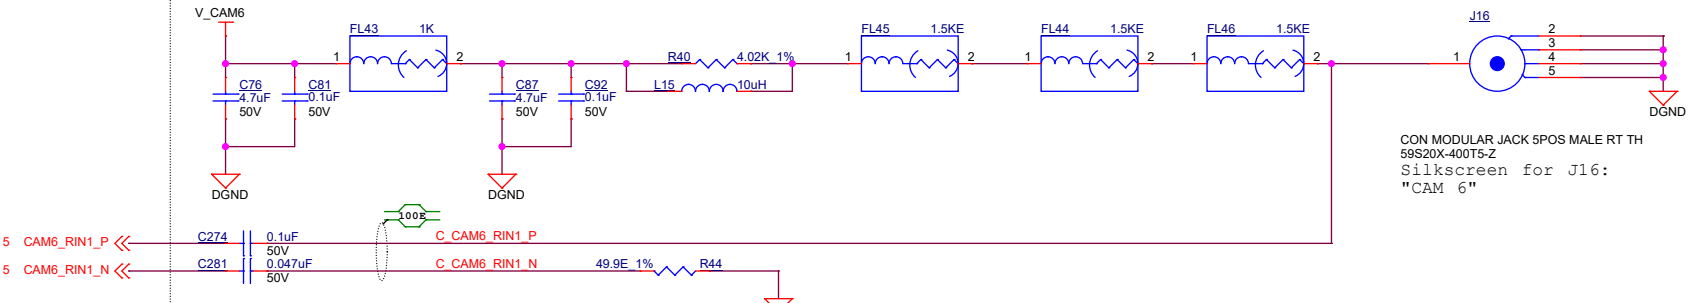 V_CAM6
FL43 1K
1 2
C76
4.7uF
50V
C81
0.1uF
50V
DGND
C87
4.7uF
50V
C92
0.1uF
50V
DGND
R40 4.02K_1%
L15 10uH
FL45 1.5KE
1 2
FL44 1.5KE
1 2
FL46 1.5KE
1 2
J16
1
2
3
4
5
DGND
CON MODULAR JACK 5POS MALE RT TH
59S20X-400T5-Z
Silkscreen for J16:
"CAM 6"
100E
5 CAM6_RIN1_P
C274 0.1uF
50V
C_CAM6_RIN1_P
5 CAM6_RIN1_N
C281 0.047uF
50V
C_CAM6_RIN1_N
49.9E_1% R44